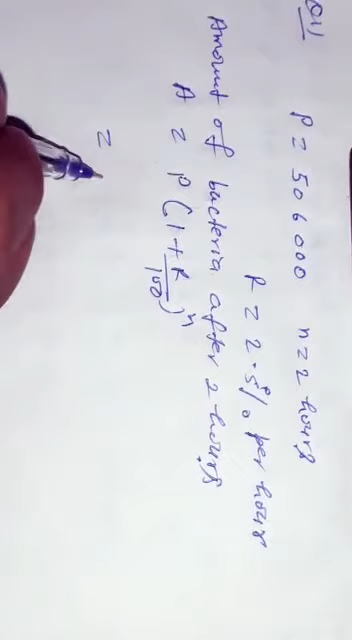 Q1) P = 506000 n = 2 hours
R = 2.5% per hour
Amount of bacteria after 2 hours
A = P(1 + R/100)^n
=